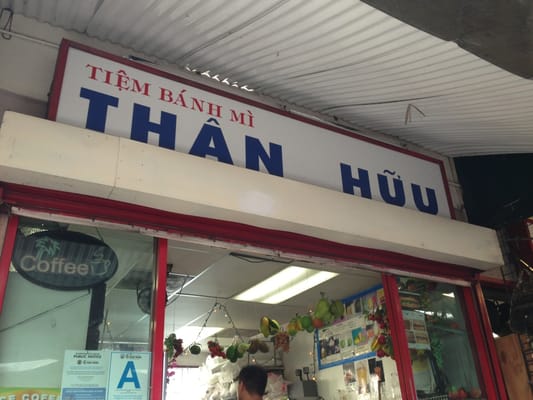 TIỆM BÁNH MÌ
THÂN HỮU
Coffee
A